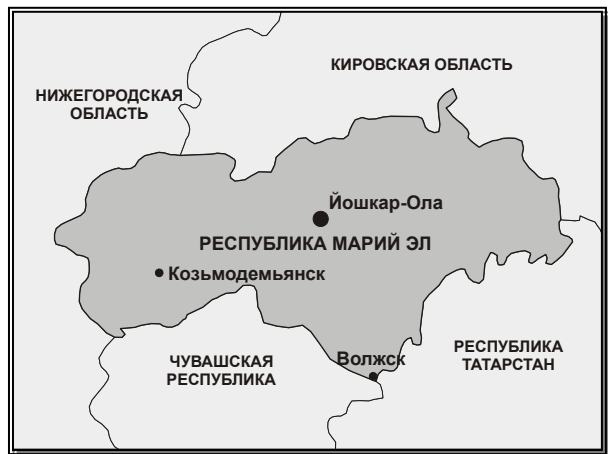 КИРОВСКАЯ ОБЛАСТЬ
НИЖЕГОРОДСКАЯ
ОБЛАСТЬ
Йошкар-Ола
РЕСПУБЛИКА МАРИЙ ЭЛ
Козьмодемьянск
ЧУВАШСКАЯ
РЕСПУБЛИКА
Волжск
РЕСПУБЛИКА
ТАТАРСТАН